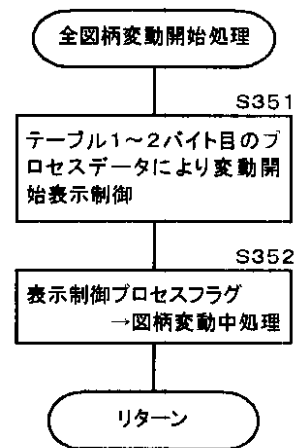 全図柄変動開始処理
S351
テーブル1～2バイト目のプ
ロセスデータにより変動開
始表示制御
S352
表示制御プロセスフラグ
→図柄変動中処理
リターン